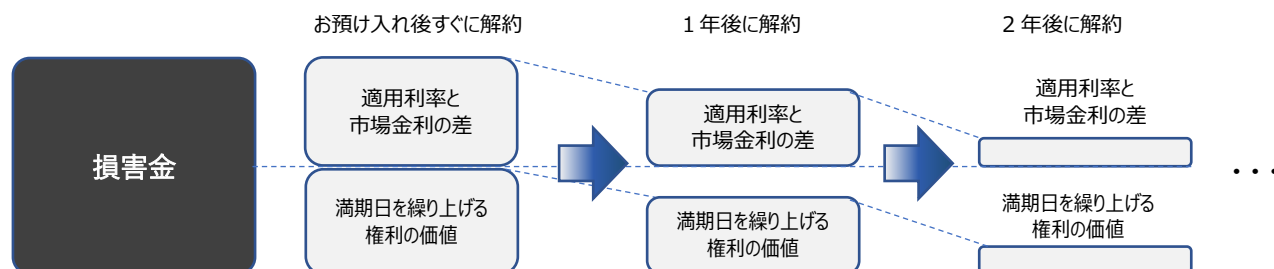 お預け入れ後すぐに解約
1年後に解約
2年後に解約
損害金
適用利率と
市場金利の差
満期日を繰り上げる
権利の価値
適用利率と
市場金利の差
満期日を繰り上げる
権利の価値
適用利率と
市場金利の差
満期日を繰り上げる
権利の価値
・・・